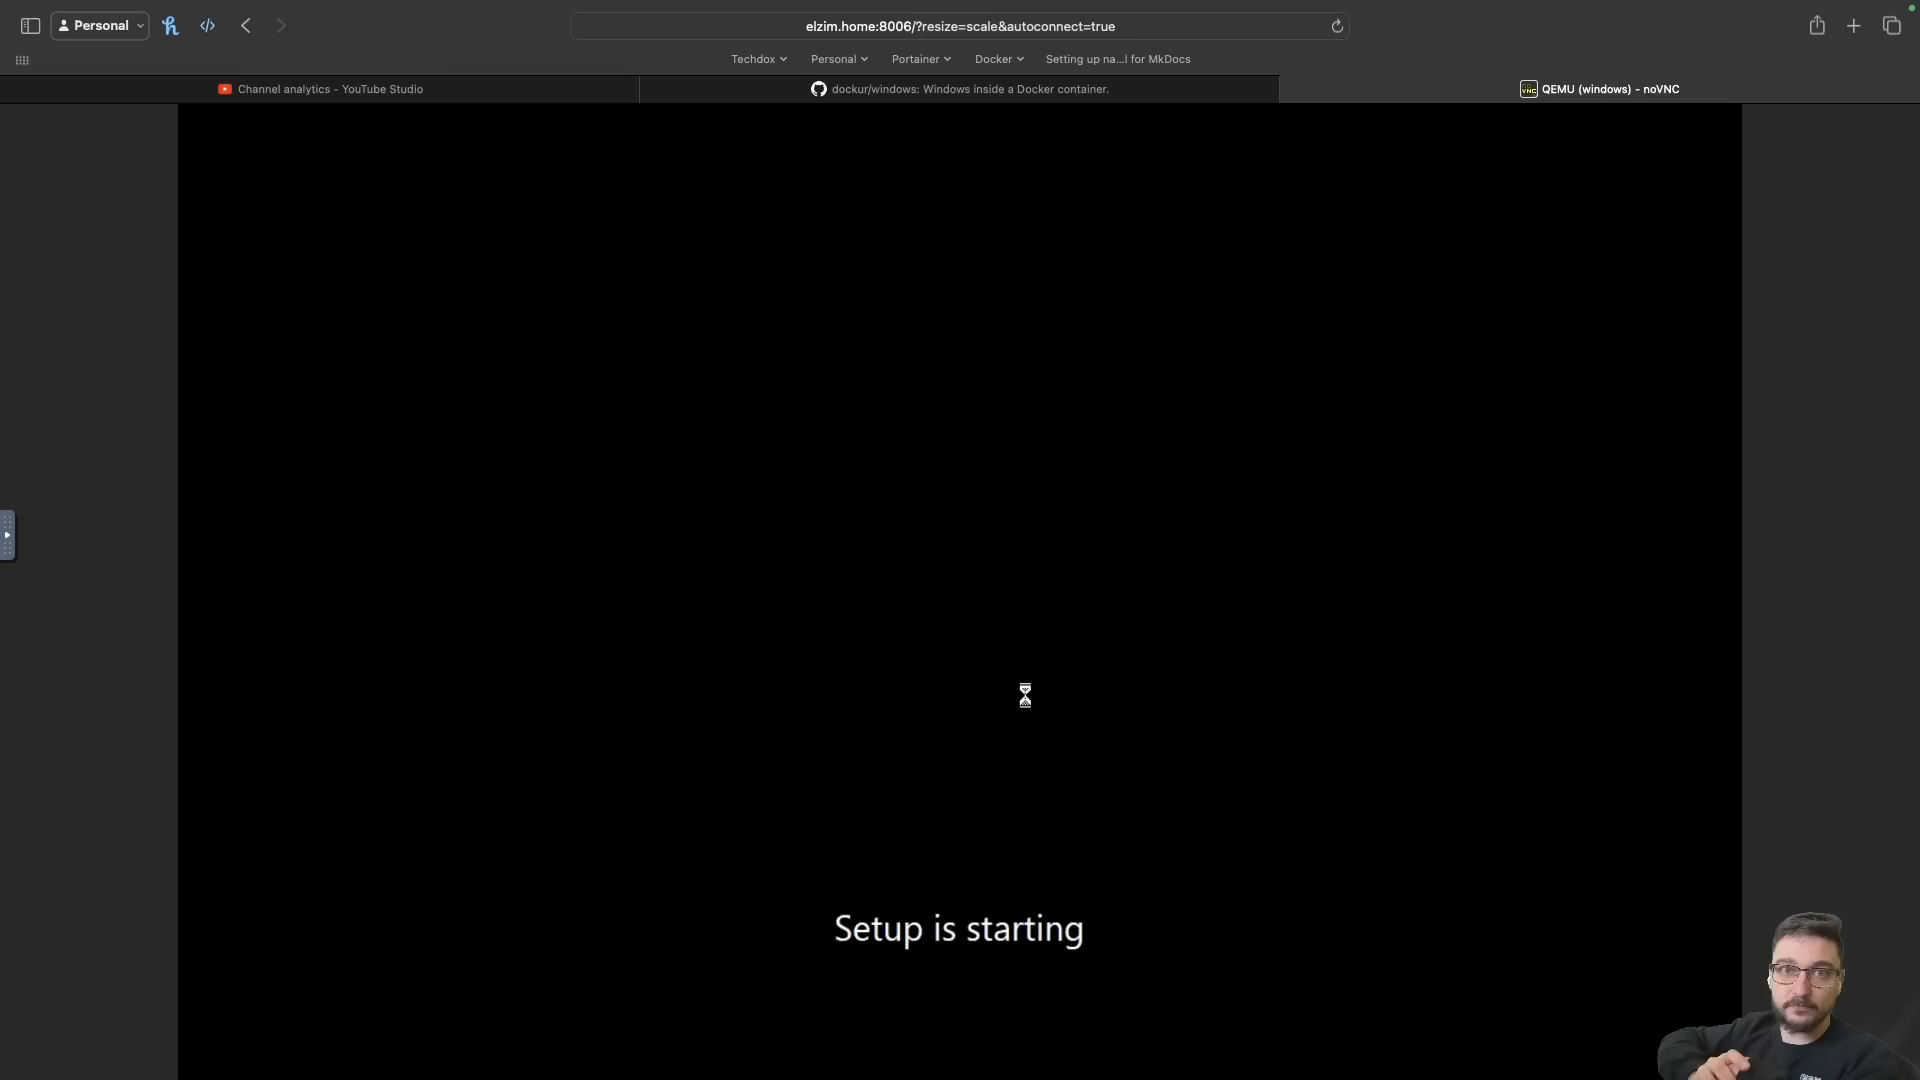 Personal
elzim.home:8006/?resize=scale&autoconnect=true
Techdox
Personal
Portainer
Docker
Setting up na...l for MkDocs
Channel analytics - YouTube Studio
dockur/windows: Windows inside a Docker container.
QEMU (windows) - noVNC
Setup is starting